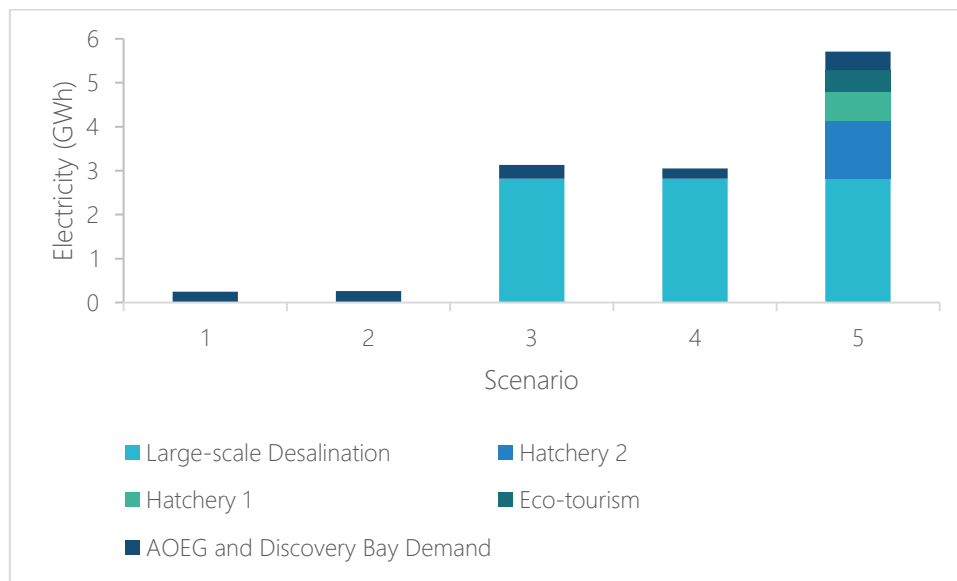 Electricity (GWh)
6
5
4
3
2
1
0
1 2 3 4 5
Scenario
Large-scale Desalination
Hatchery 2
Hatchery 1
Eco-tourism
AOEG and Discovery Bay Demand